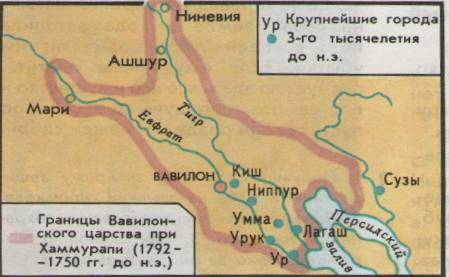 Ур Крупнейшие города
3-го тысячелетия
до н.э.
Ниневия
Ашшур
Мари
Евфрат
Тигр
ВАВИЛОН
Киш
Ниппур
Сузы
Умма
Урук
Лагаш
Ур
Персидский
залив
Границы Вавилон-
ского царства при
Хаммурапи (1792-
-1750 гг. до н.э.)